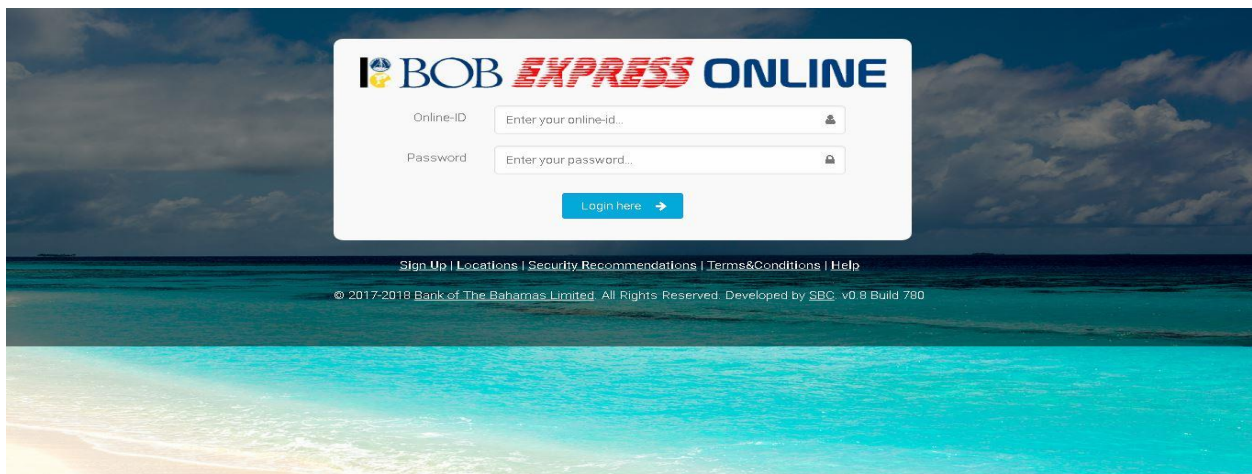 BOB EXPRESS ONLINE
Online-ID Enter your online-id...
Password Enter your password...
Login here
Sign Up | Locations | Security Recommendations | Terms&Conditions | Help
© 2017-2018 Bank of The Bahamas Limited. All Rights Reserved. Developed by SBC. v0.8 Build 780